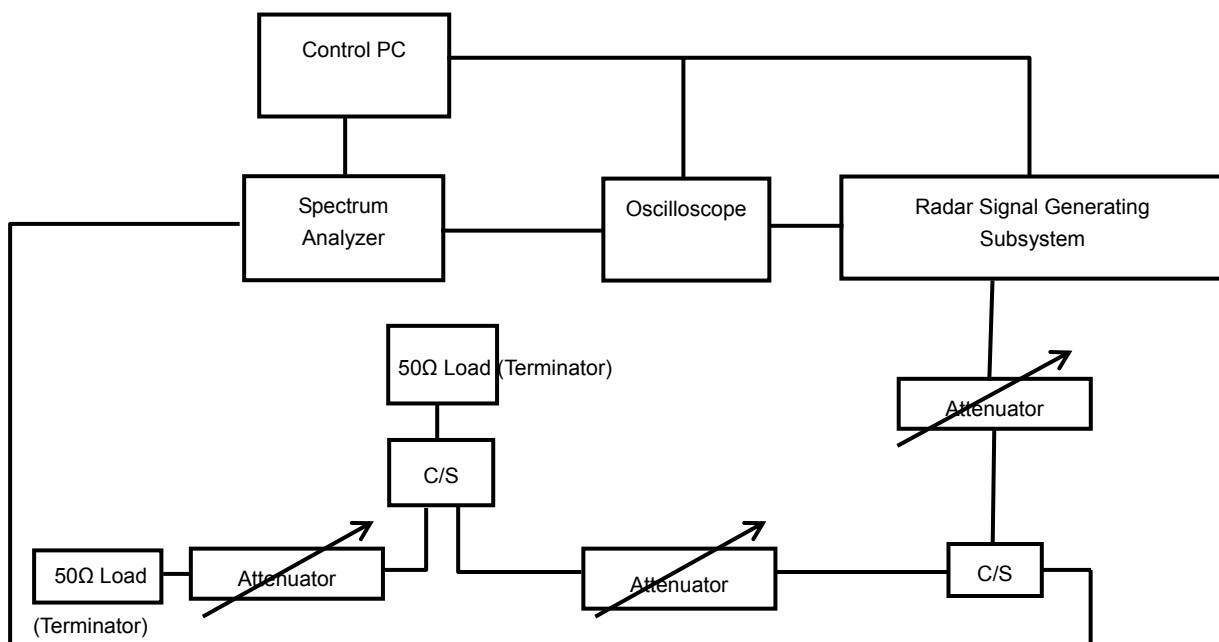 Control PC
Spectrum
Analyzer
Oscilloscope
Radar Signal Generating
Subsystem
50Ω Load (Terminator)
Attenuator
C/S
50Ω Load
(Terminator)
Attenuator
Attenuator
C/S